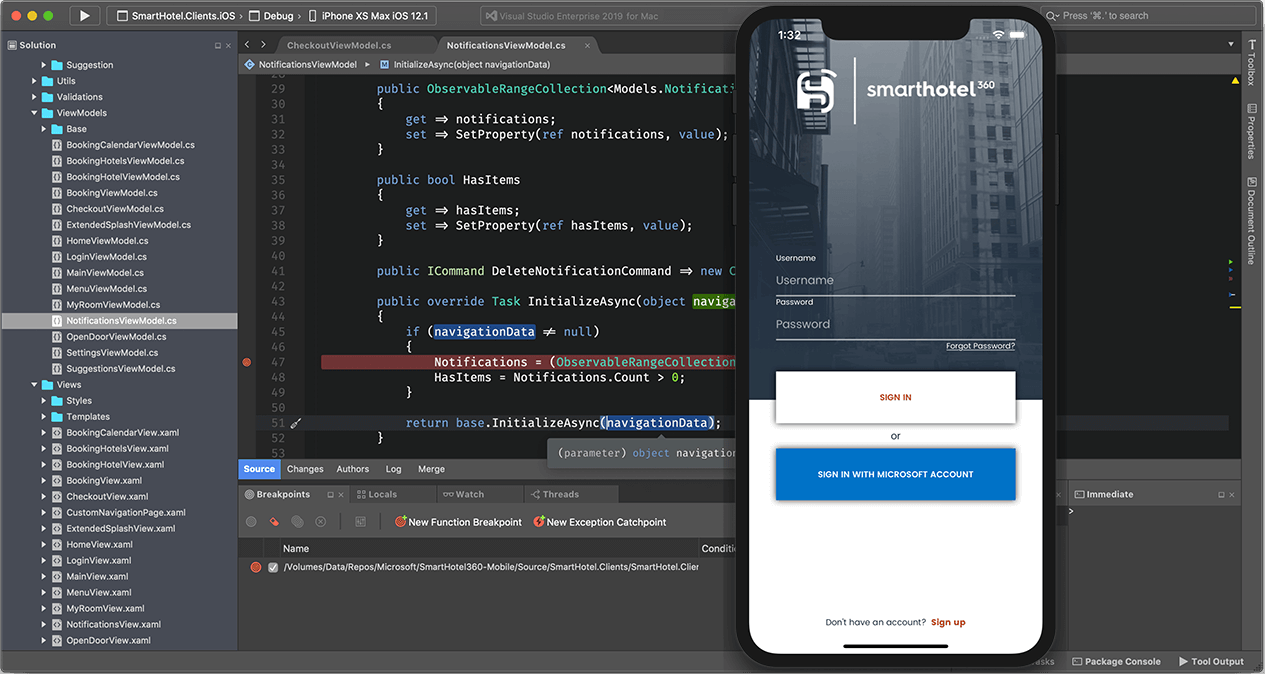 SmartHotel.Clients.iOS › Debug › iPhone XS Max iOS 12.1
Visual Studio Enterprise 2019 for Mac
Press '⌘.' to search
Solution
Suggestion
Utils
Validations
ViewModels
Base
BookingCalendarViewModel.cs
BookingHotelsViewModel.cs
BookingHotelViewModel.cs
BookingViewModel.cs
CheckoutViewModel.cs
ExtendedSplashViewModel.cs
HomeViewModel.cs
LoginViewModel.cs
MainViewModel.cs
MenuViewModel.cs
MyRoomViewModel.cs
NotificationsViewModel.cs
OpenDoorViewModel.cs
SettingsViewModel.cs
SuggestionsViewModel.cs
Views
Styles
Templates
BookingCalendarView.xaml
BookingHotelsView.xaml
BookingHotelView.xaml
BookingView.xaml
CheckoutView.xaml
CustomNavigationPage.xaml
ExtendedSplashView.xaml
HomeView.xaml
LoginView.xaml
MainView.xaml
MenuView.xaml
MyRoomView.xaml
NotificationsView.xaml
OpenDoorView.xaml
CheckoutViewModel.cs
NotificationsViewModel.cs
NotificationsViewModel
InitializeAsync(object navigationData)
28
29 public ObservableRangeCollection<Models.Notificati
30 {
31 get => notifications;
32 set => SetProperty(ref notifications, value);
33 }
34
35 public bool HasItems
36 {
37 get => hasItems;
38 set => SetProperty(ref hasItems, value);
39 }
40
41 public ICommand DeleteNotificationCommand => new C
42
43 public override Task InitializeAsync(object naviga
44 {
45 if (navigationData ≠ null)
46 {
47 Notifications = (ObservableRangeCollection
48 HasItems = Notifications.Count > 0;
49 }
50
51 return base.InitializeAsync(navigationData);
52 }
53
(parameter) object navigation
Source Changes Authors Log Merge
Breakpoints Locals Watch Threads
New Function Breakpoint New Exception Catchpoint
Name Conditi
/Volumes/Data/Repos/Microsoft/SmartHotel360-Mobile/Source/SmartHotel.Clients/SmartHotel.Clier
1:32
smarthotel360
Username
Username
Password
Password
Forgot Password?
SIGN IN
or
SIGN IN WITH MICROSOFT ACCOUNT
Don't have an account? Sign up
Immediate
>
Toolbox
Properties
Document Outline
asks
Package Console
Tool Output